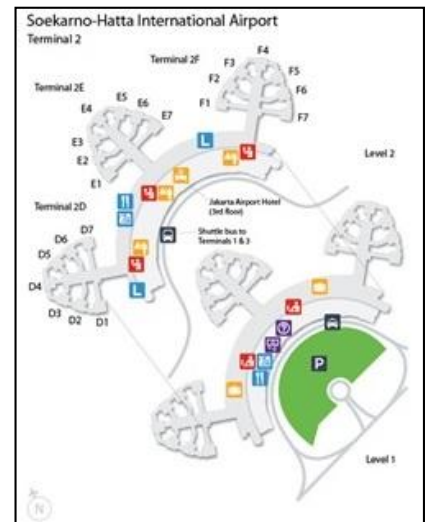 Soekarno-Hatta International Airport
Terminal 2
Terminal 2F
F1
F2
F3
F4
F5
F6
F7
Terminal 2E
E1
E2
E3
E4
E5
E6
E7
Level 2
L
Terminal 2D
D1
D2
D3
D4
D5
D6
D7
Jakarta Airport Hotel
(3rd floor)
Shuttle bus to
Terminals 1 & 3
L
?
P
Level 1
N